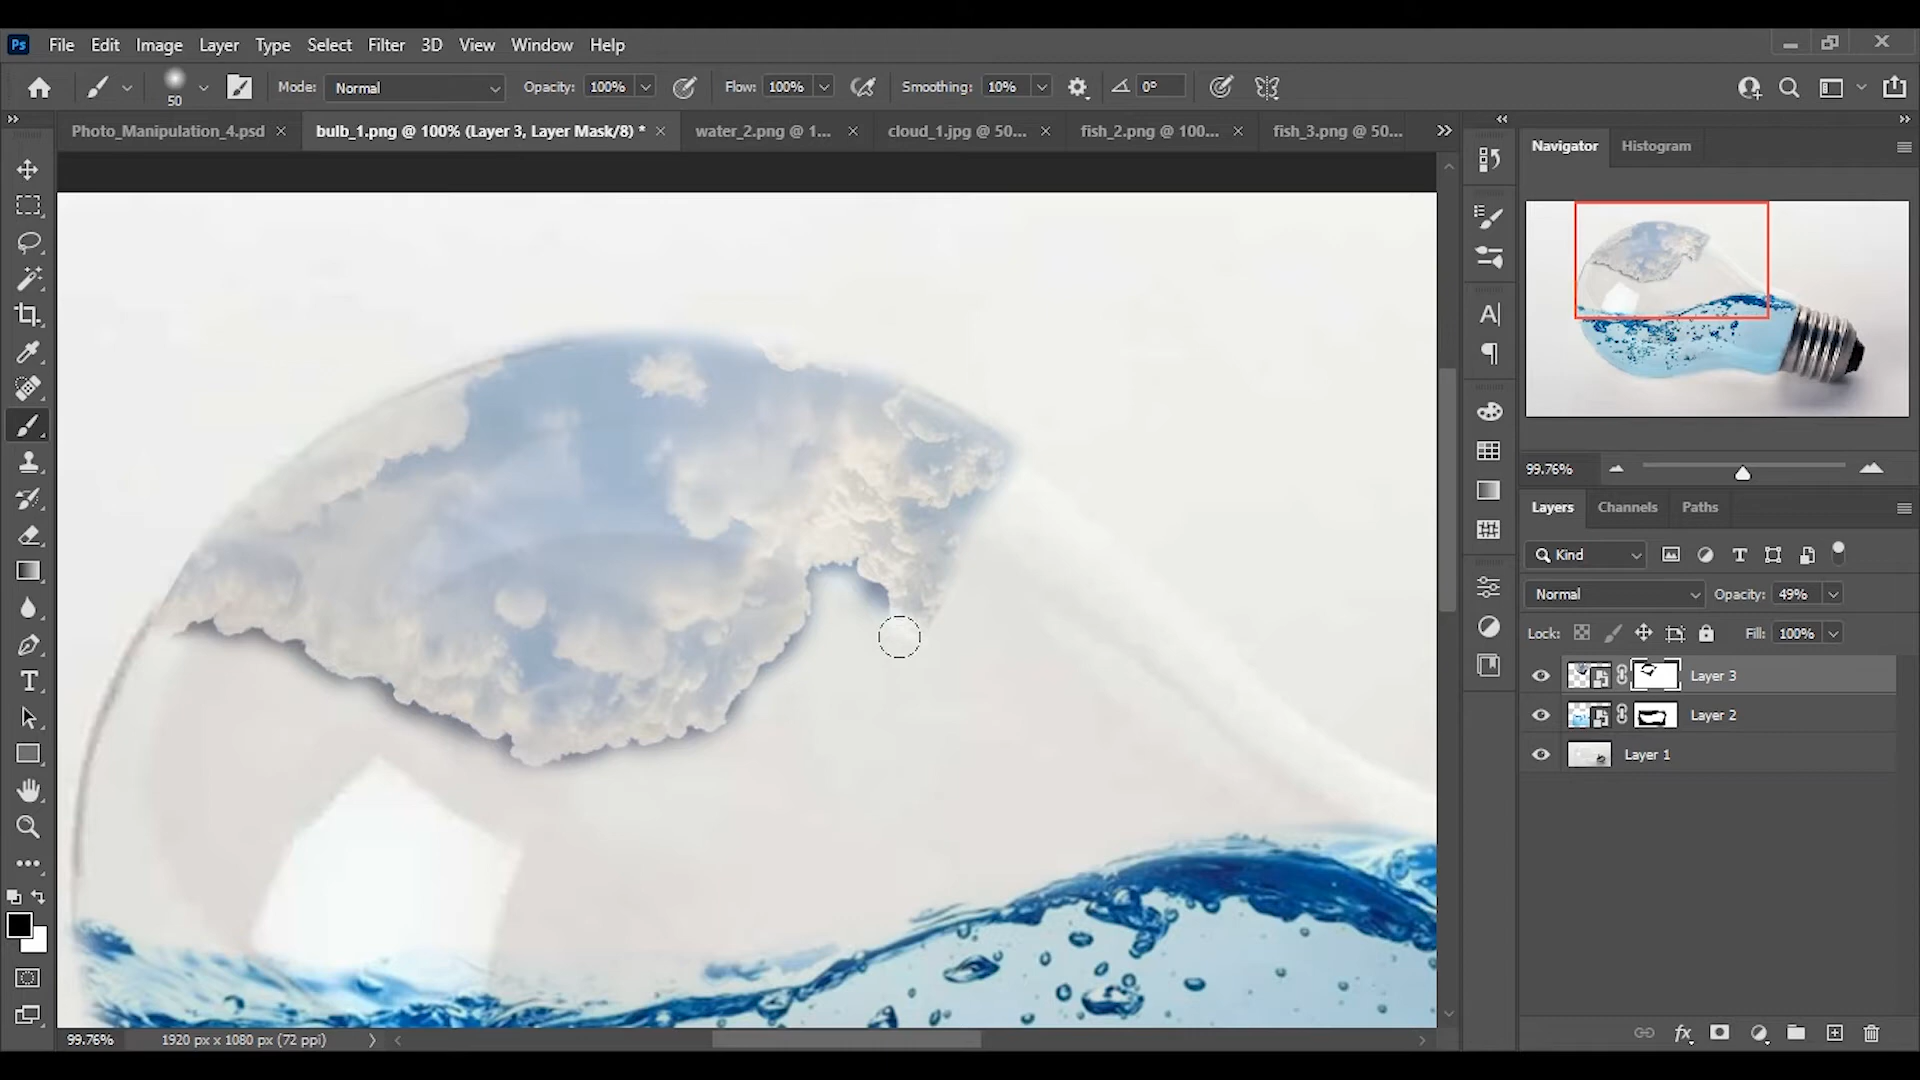 Ps File Edit Image Layer Type Select Filter 3D View Window Help
50 Mode: Normal Opacity: 100% Flow: 100% Smoothing: 10% 0°
Photo_Manipulation_4.psd bulb_1.png @ 100% (Layer 3, Layer Mask/8) * water_2.png @ 1... cloud_1.jpg @ 50... fish_2.png @ 100... fish_3.png @ 50...
Navigator Histogram
99.76%
Layers Channels Paths
Kind
Normal Opacity: 49%
Lock: Fill: 100%
Layer 3
Layer 2
Layer 1
99.76% 1920 px x 1080 px (72 ppi)